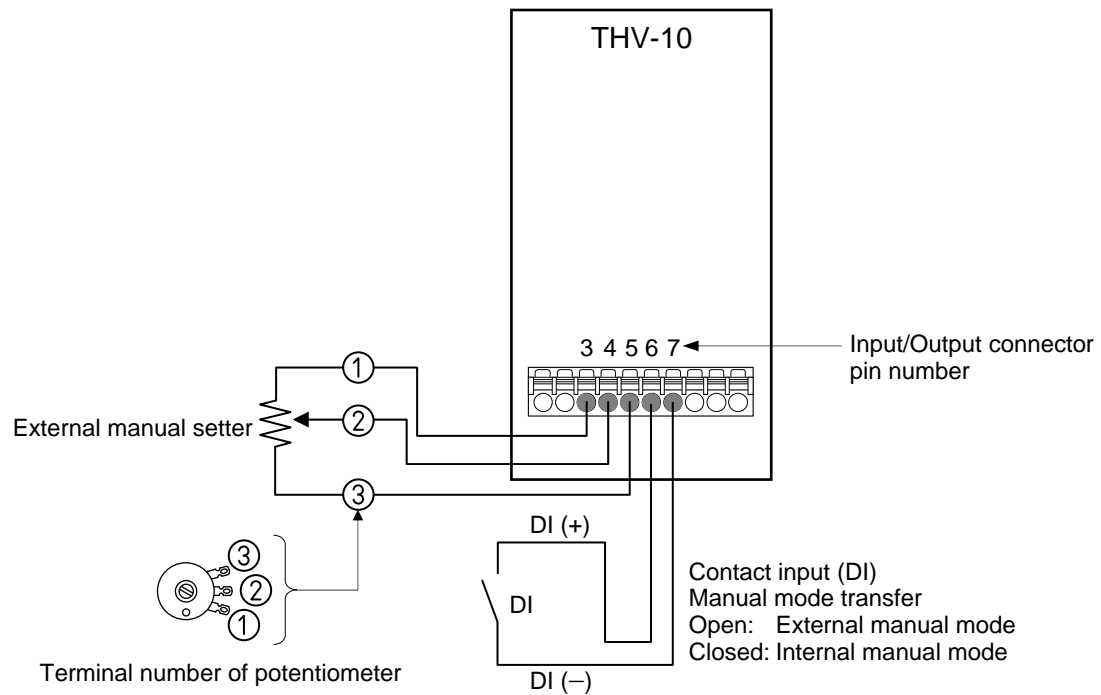 THV-10
3 4 5 6 7
Input/Output connector
pin number
①
External manual setter
②
③
DI (+)
③
②
①
DI
Contact input (DI)
Manual mode transfer
Open: External manual mode
Closed: Internal manual mode
Terminal number of potentiometer
DI (−)